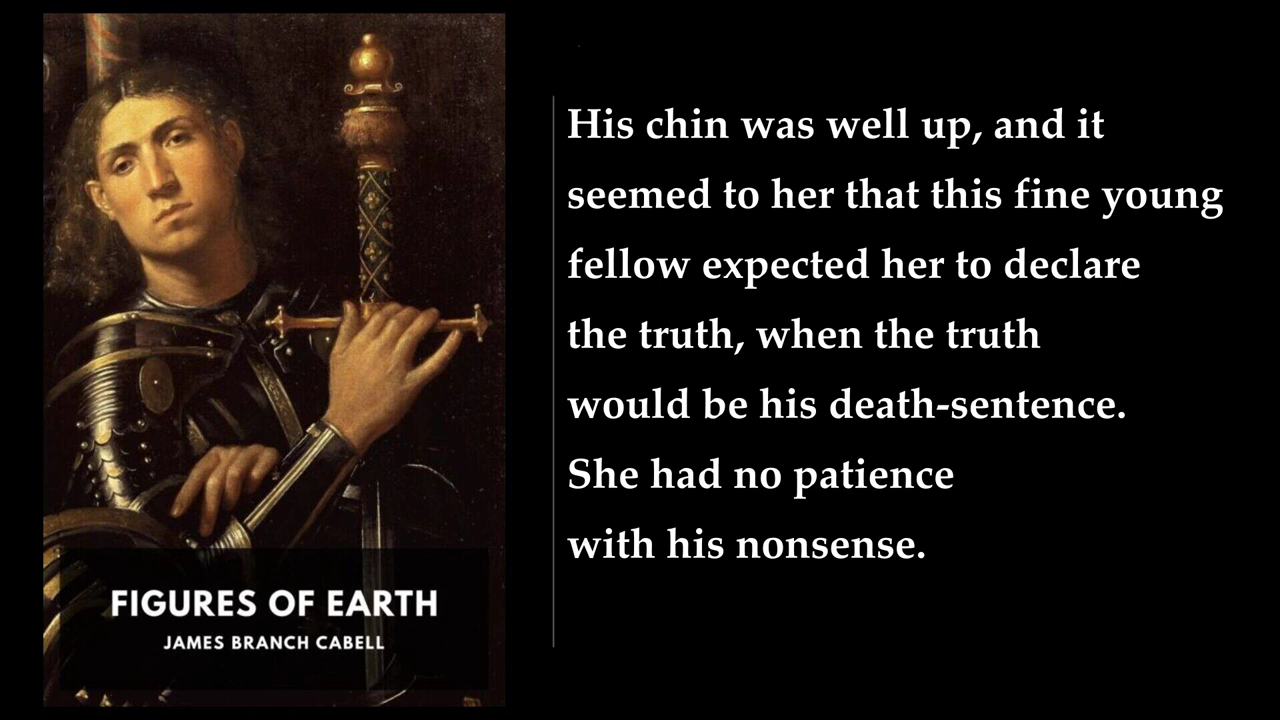 FIGURES OF EARTH
JAMES BRANCH CABELL
His chin was well up, and it
seemed to her that this fine young
fellow expected her to declare
the truth, when the truth
would be his death-sentence.
She had no patience
with his nonsense.